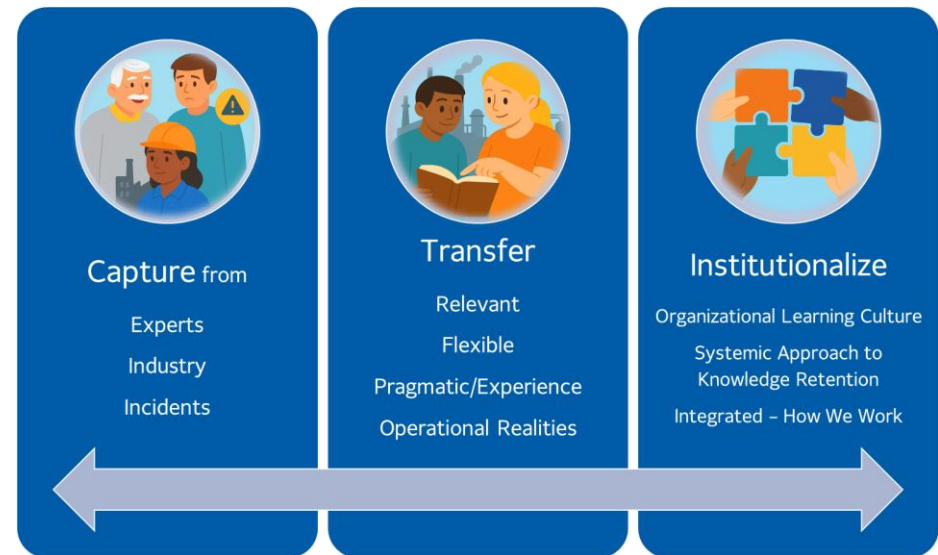 Capture from
Experts
Industry
Incidents
Transfer
Relevant
Flexible
Pragmatic/Experience
Operational Realities
Institutionalize
Organizational Learning Culture
Systemic Approach to
Knowledge Retention
Integrated – How We Work